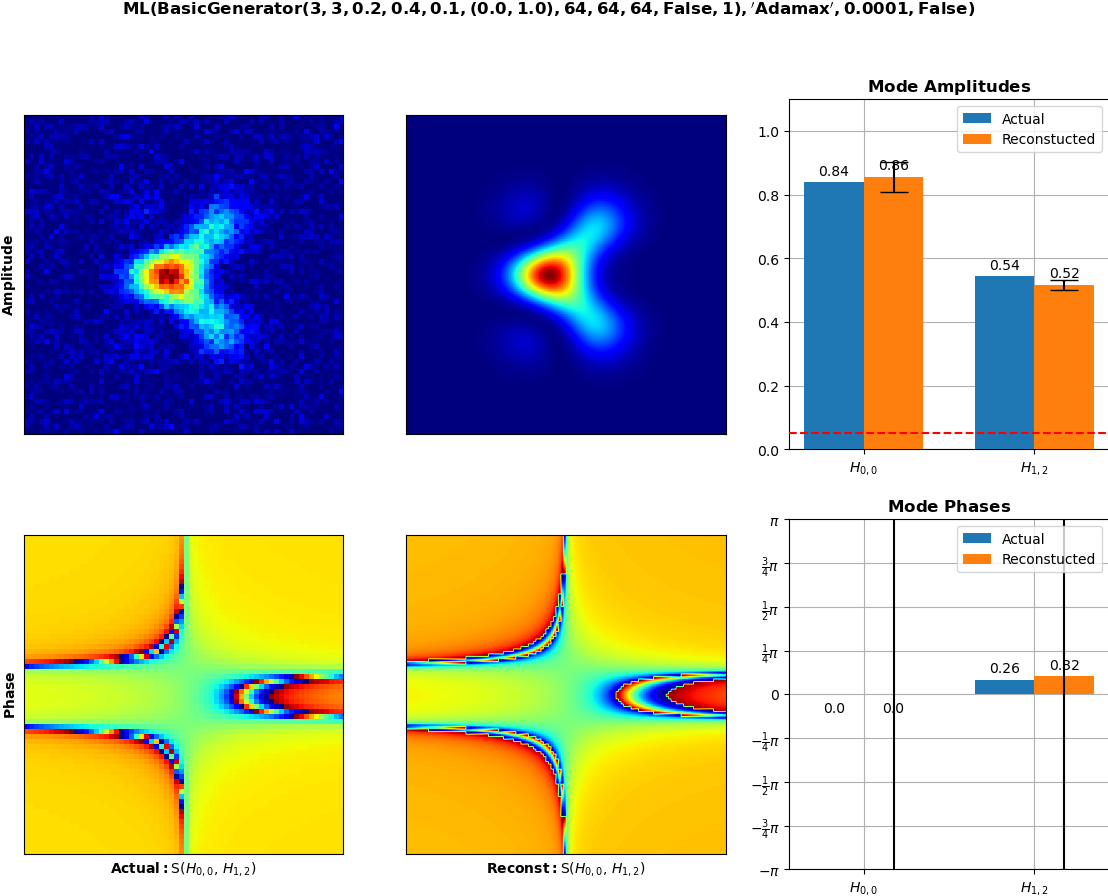 ML(BasicGenerator(3, 3, 0.2, 0.4, 0.1, (0.0, 1.0), 64, 64, 64, False, 1), ′Adamax′, 0.0001, False)
Amplitude
Mode Amplitudes
Actual
Reconstucted
1.0
0.8
0.6
0.4
0.2
0.0
0.84
0.86
0.54
0.52
H0, 0
H1, 2
Phase
Actual: S(H0, 0, H1, 2)
Reconst: S(H0, 0, H1, 2)
Mode Phases
Actual
Reconstucted
π
3/4π
1/2π
1/4π
0
−1/4π
−1/2π
−3/4π
−π
0.0
0.0
0.26
0.32
H0, 0
H1, 2